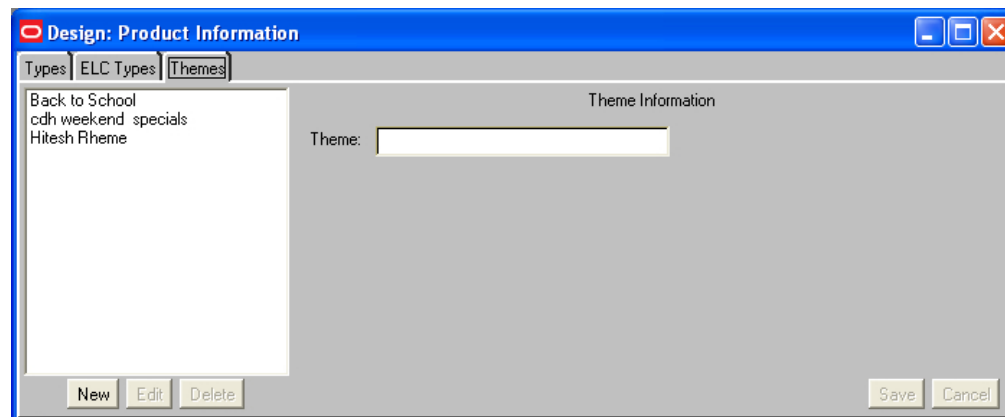 Design: Product Information
Types ELC Types Themes
Back to School
cdh weekend specials
Hitesh Rheme
Theme Information
Theme:
New Edit Delete
Save Cancel